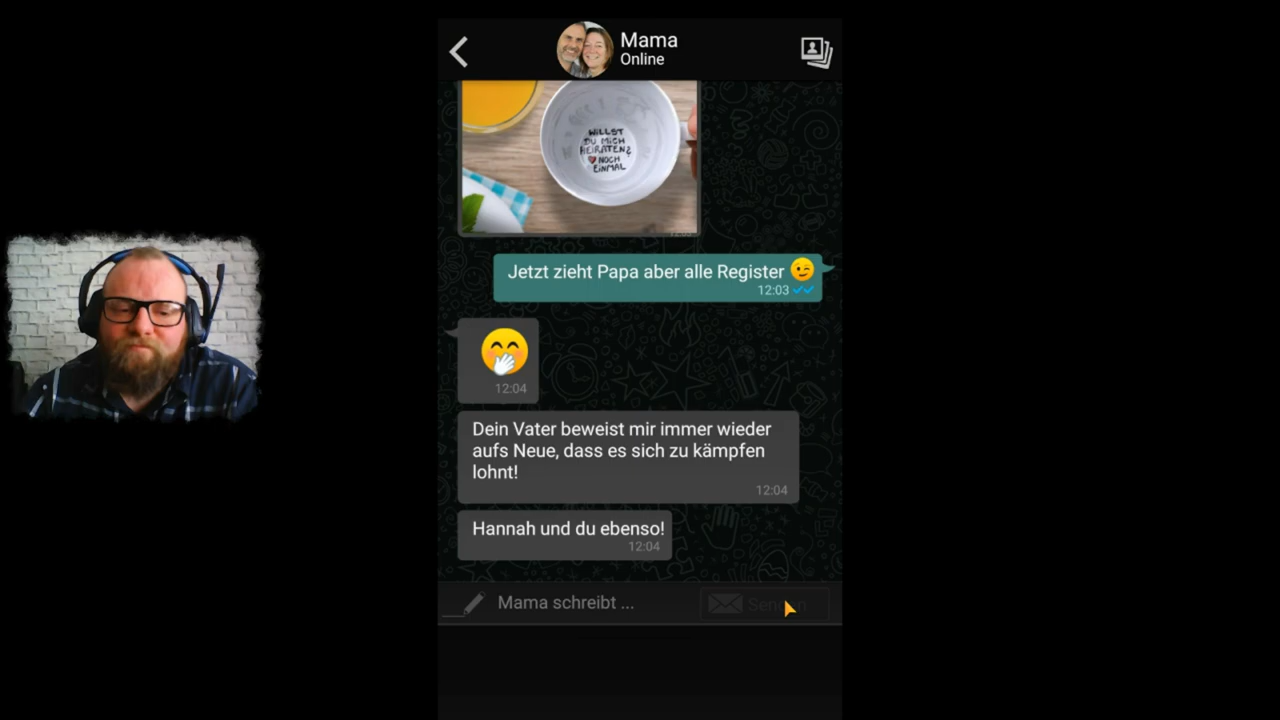 Mama
Online
WILLST
DU MICH
HEIRATEN?
NOCH
EINMAL
Jetzt zieht Papa aber alle Register 😉
12:03
🤭
12:04
Dein Vater beweist mir immer wieder
aufs Neue, dass es sich zu kämpfen
lohnt!
12:04
Hannah und du ebenso!
12:04
Mama schreibt ...